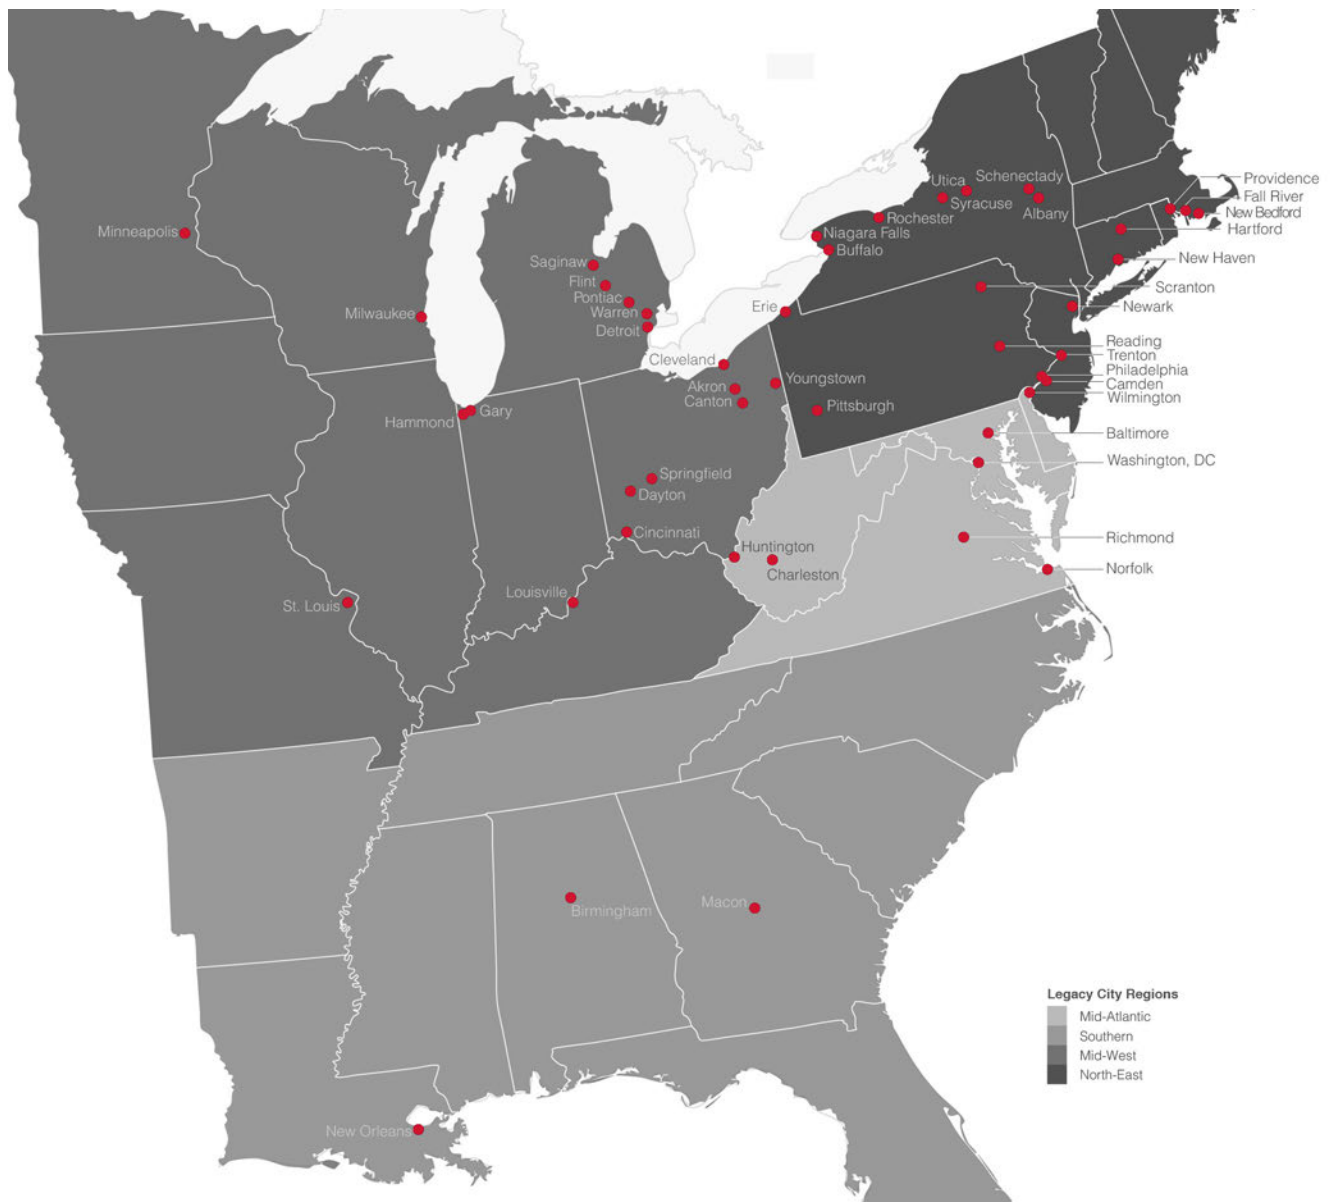 Utica
Schenectady
Providence
Syracuse
Albany
Fall River
New Bedford
Rochester
Hartford
Minneapolis
Niagara Falls
Buffalo
New Haven
Saginaw
Flint
Scranton
Pontiac
Erie
Newark
Milwaukee
Warren
Detroit
Reading
Cleveland
Trenton
Philadelphia
Akron
Youngstown
Camden
Canton
Wilmington
Gary
Hammond
Pittsburgh
Baltimore
Washington, DC
Springfield
Dayton
Cincinnati
Richmond
Huntington
Charleston
Norfolk
Louisville
St. Louis
Macon
Birmingham
Legacy City Regions
Mid-Atlantic
Southern
Mid-West
North-East
New Orleans